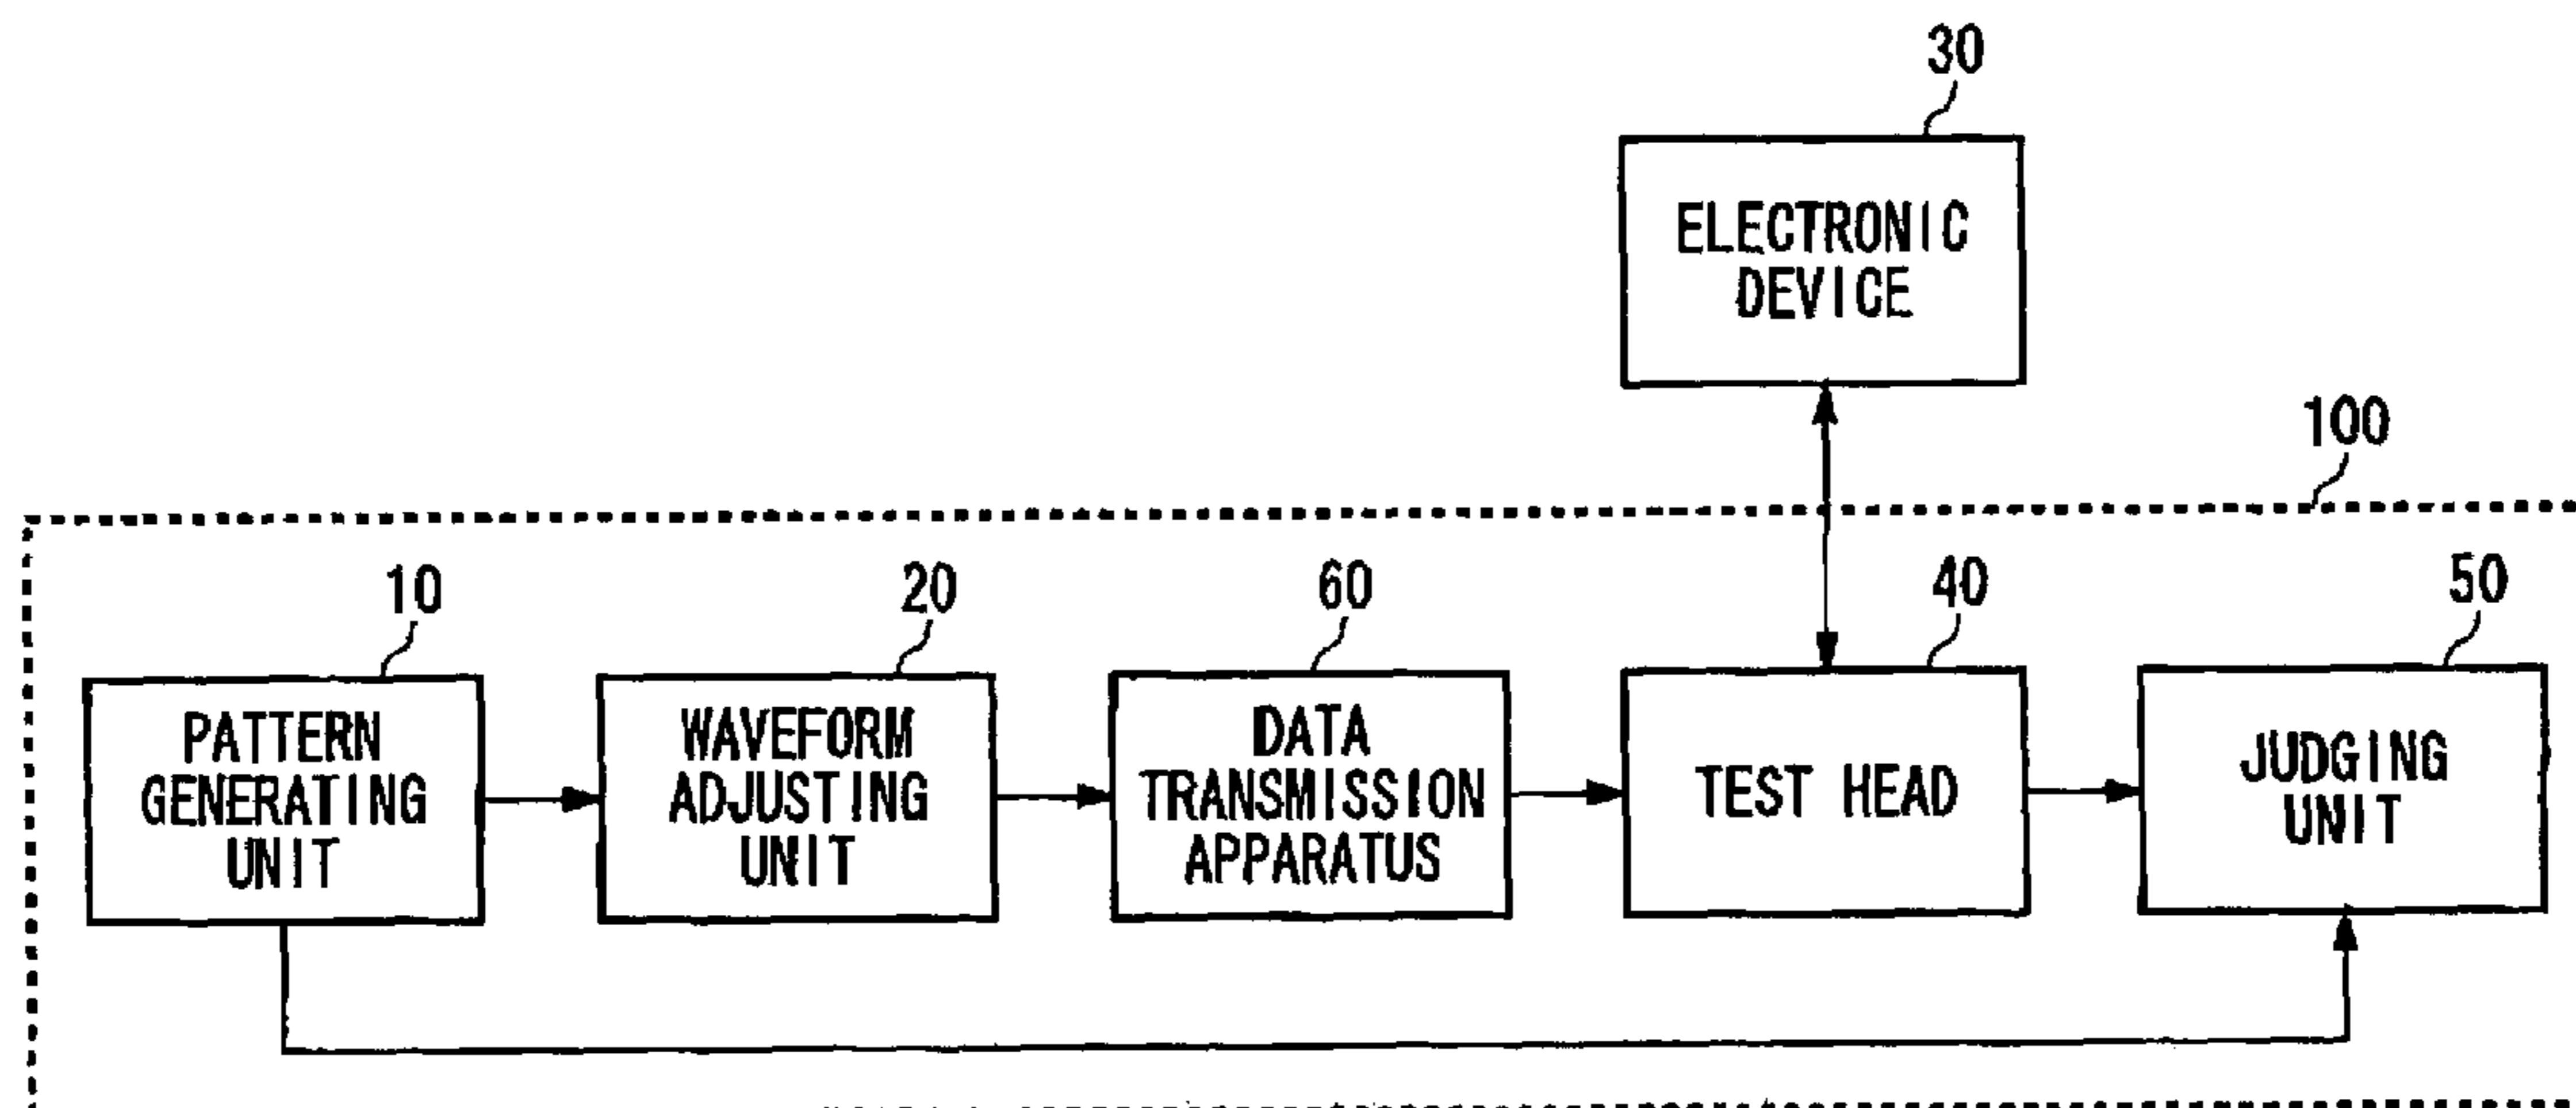 30
ELECTRONIC
DEVICE
100
10
20
60
40
50
PATTERN
GENERATING
UNIT
WAVEFORM
ADJUSTING
UNIT
DATA
TRANSMISSION
APPARATUS
TEST HEAD
JUDGING
UNIT